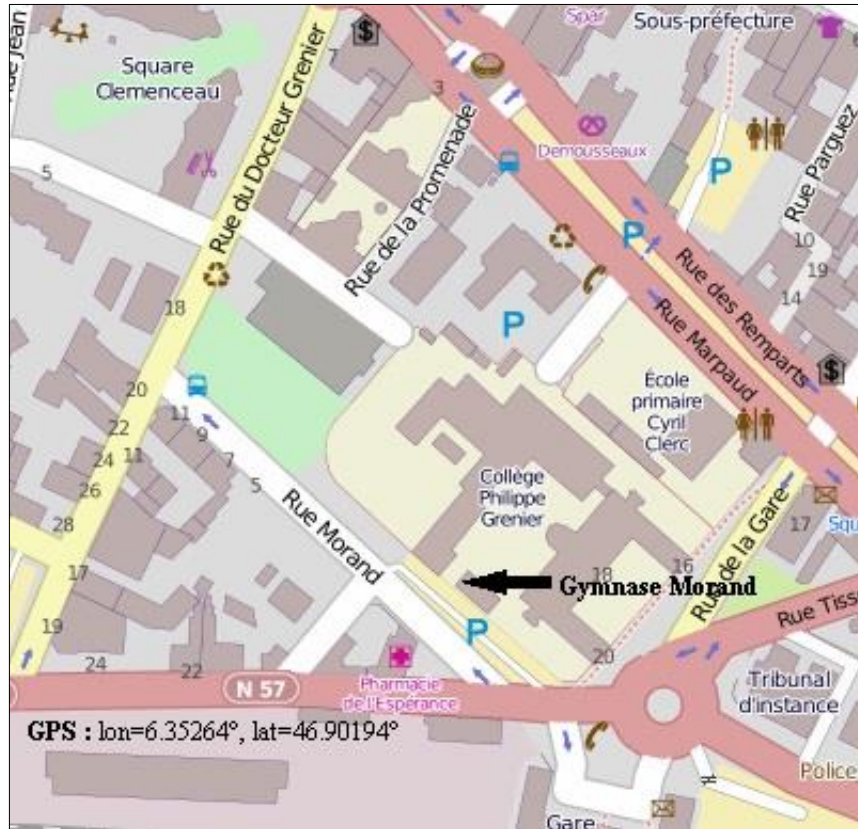 Spar
Sous-préfecture
Rue Jean
Square
Clemenceau
7
$
3
Rue du Docteur Grenier
Rue de la Promenade
Demousseaux
P
Rue Parguez
5
P
10
19
14
Rue des Remparts
18
P
Rue Marpaud
$
École
primaire
Cyril
Clerc
20
11
9
7
5
22
24
11
26
28
Collège
Philippe
Grenier
Rue Morand
Rue de la Gare
17
Squ
17
18
16
Gymnase Morand
Rue Tiss
19
P
24
22
20
N 57
Pharmacie
de l'Espérance
Tribunal
d'instance
GPS : lon=6.35264°, lat=46.90194°
Police
Gare